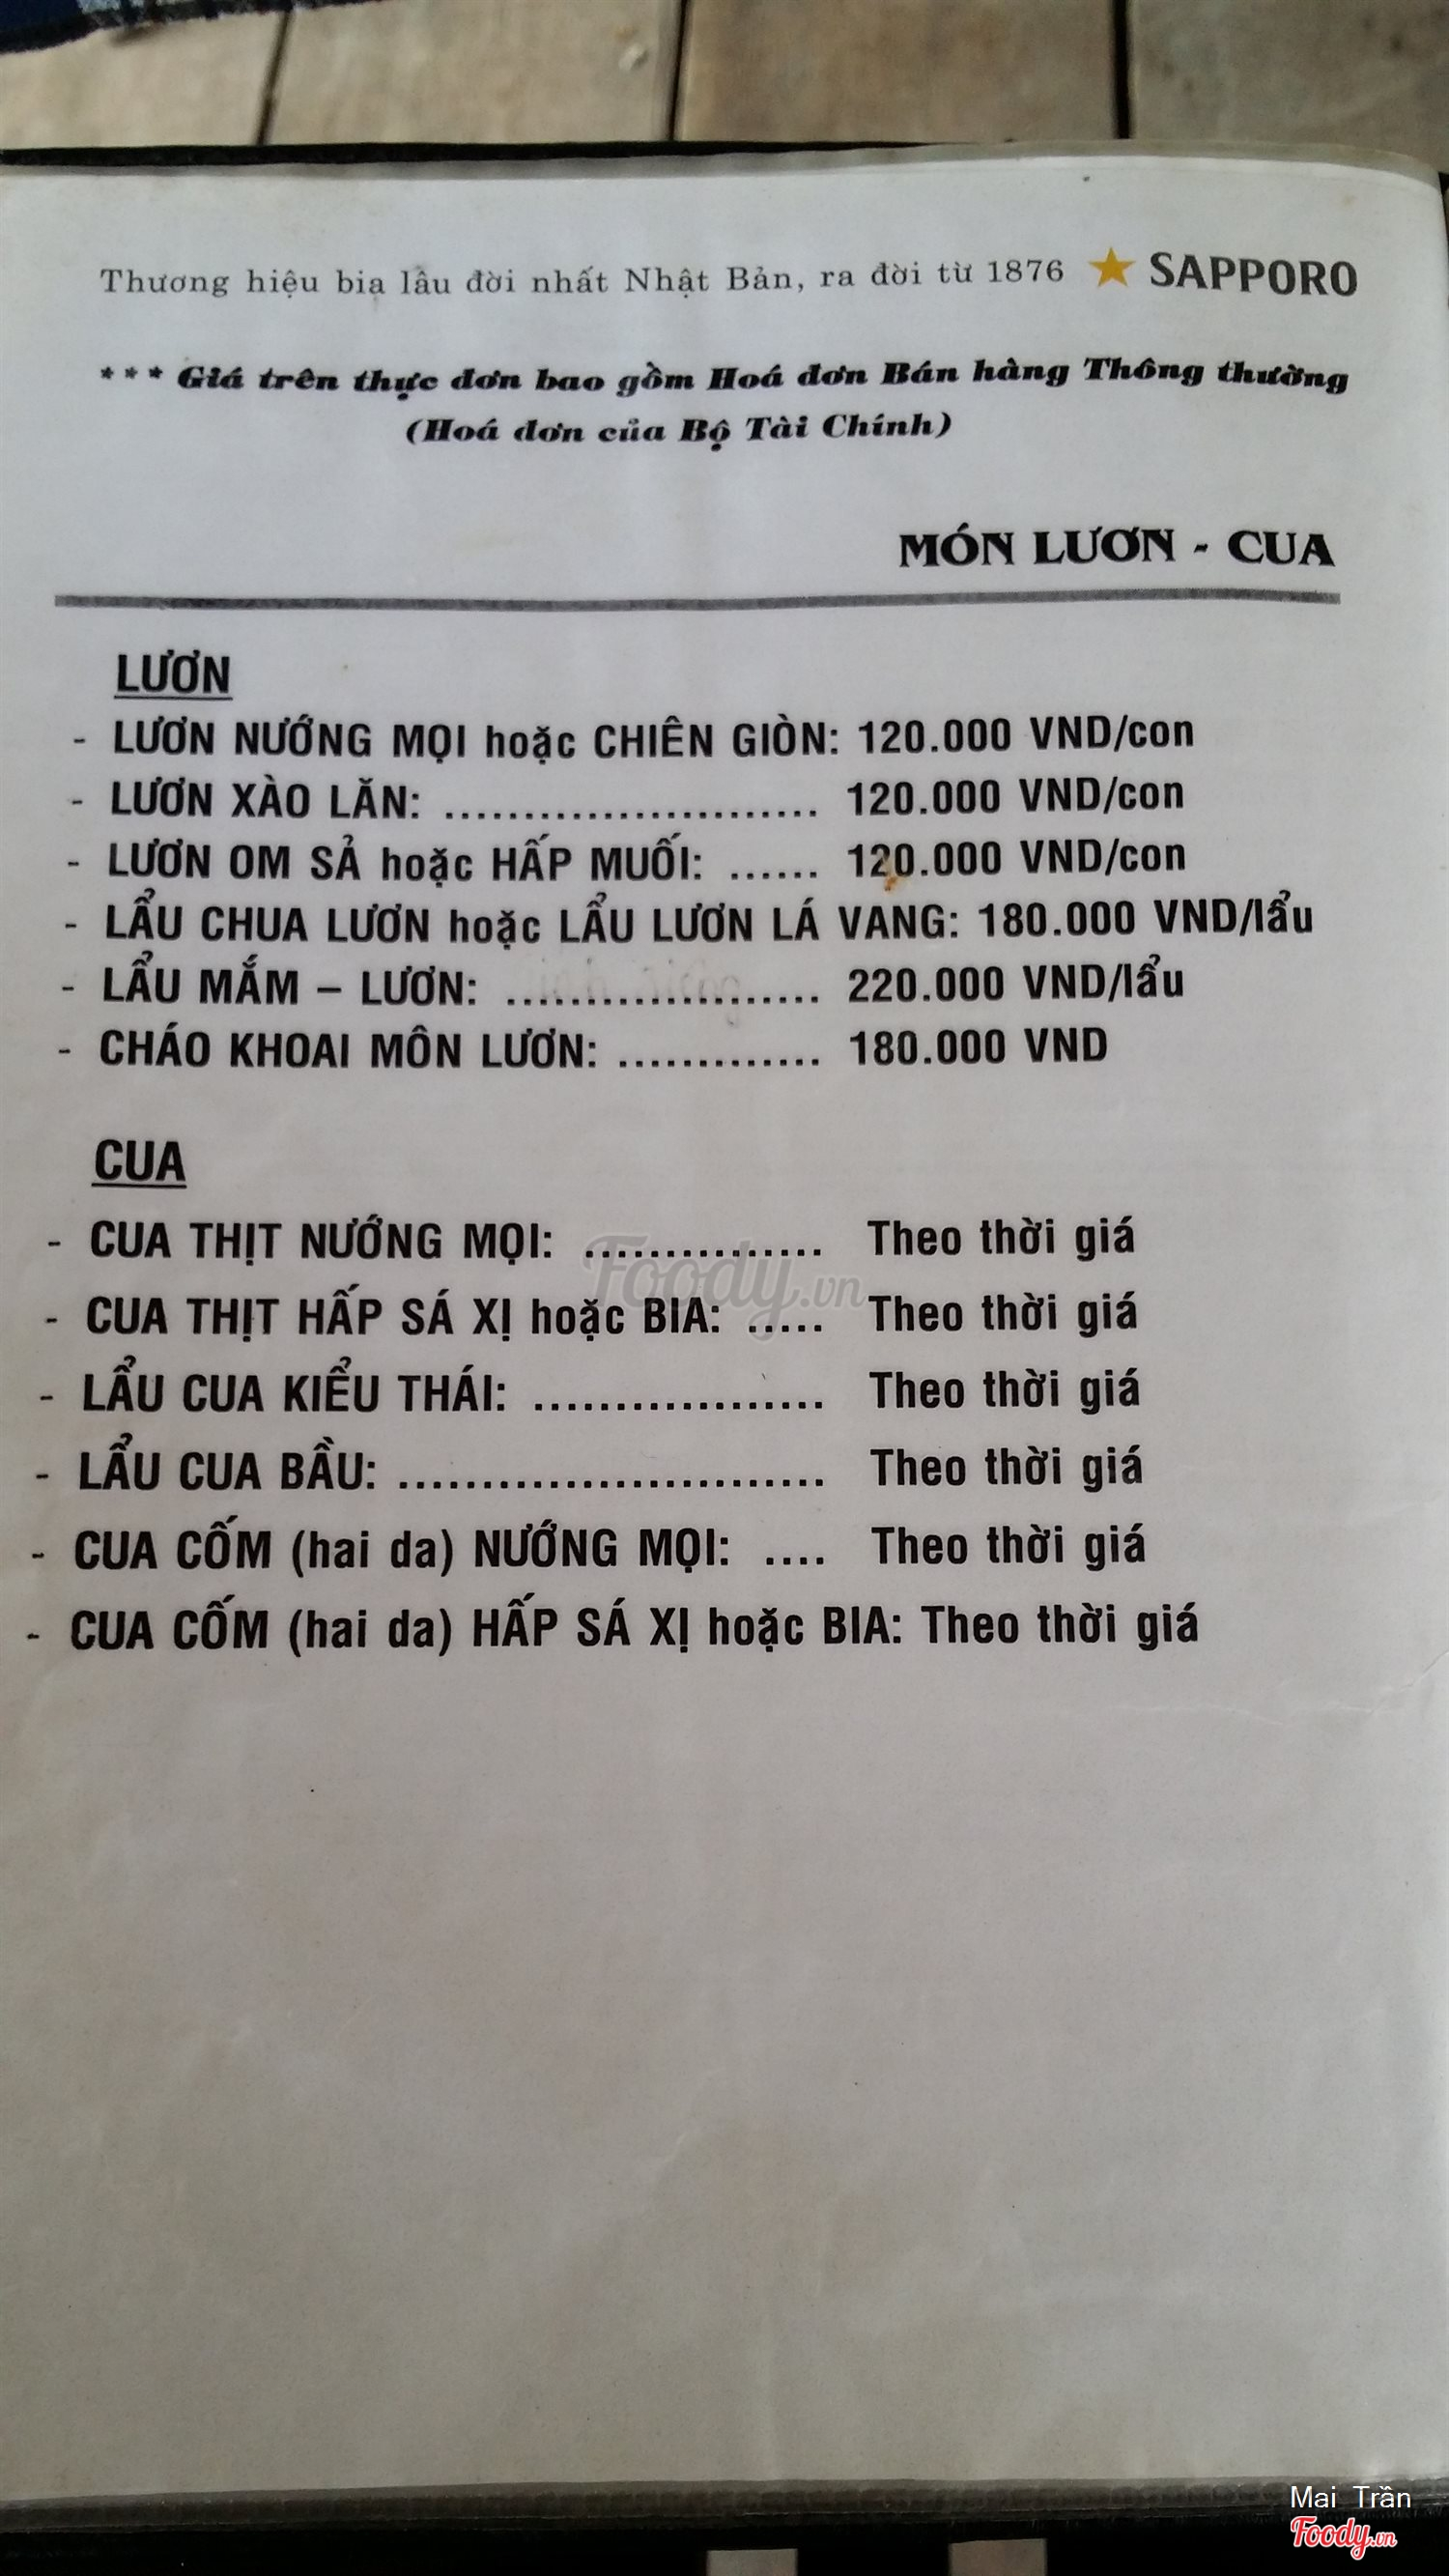 Thương hiệu bia lâu đời nhất Nhật Bản, ra đời từ 1876 ★ SAPPORO
*** Giá trên thực đơn bao gồm Hoá đơn Bán hàng Thông thường
(Hoá đơn của Bộ Tài Chính)
MÓN LƯƠN - CUA
LƯƠN
- LƯƠN NƯỚNG MỌI hoặc CHIÊN GIÒN: 120.000 VND/con
- LƯƠN XÀO LĂN: ........................ 120.000 VND/con
- LƯƠN OM SẢ hoặc HẤP MUỐI: ...... 120.000 VND/con
- LẨU CHUA LƯƠN hoặc LẨU LƯƠN LÁ VANG: 180.000 VND/lẩu
- LẨU MẮM – LƯƠN: .................... 220.000 VND/lẩu
- CHÁO KHOAI MÔN LƯƠN: ............. 180.000 VND
CUA
- CUA THỊT NƯỚNG MỌI: ............... Theo thời giá
Foody.vn
- CUA THỊT HẤP SÁ XỊ hoặc BIA: ..... Theo thời giá
- LẨU CUA KIỂU THÁI: .................. Theo thời giá
- LẨU CUA BẦU: .......................... Theo thời giá
- CUA CỐM (hai da) NƯỚNG MỌI: .... Theo thời giá
- CUA CỐM (hai da) HẤP SÁ XỊ hoặc BIA: Theo thời giá
Mai Trần
Foody.vn